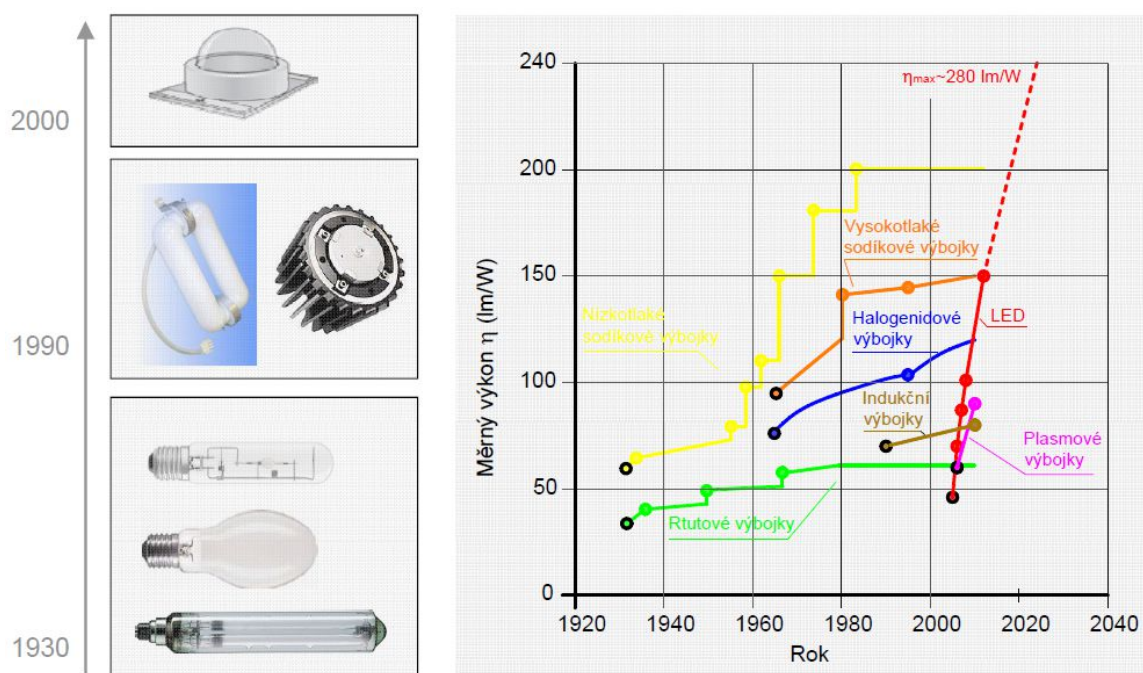 2000
1990
1930
Měrný výkon η (lm/W)
240
200
150
100
50
0
ηmax~280 lm/W
Vysokotlaké
sodíkové výbojky
Nízkotlaké
sodíkové výbojky
Halogenidové
výbojky
LED
Indukční
výbojky
Plasmové
výbojky
Rtutové výbojky
1920
1940
1960
1980
2000
2020
2040
Rok